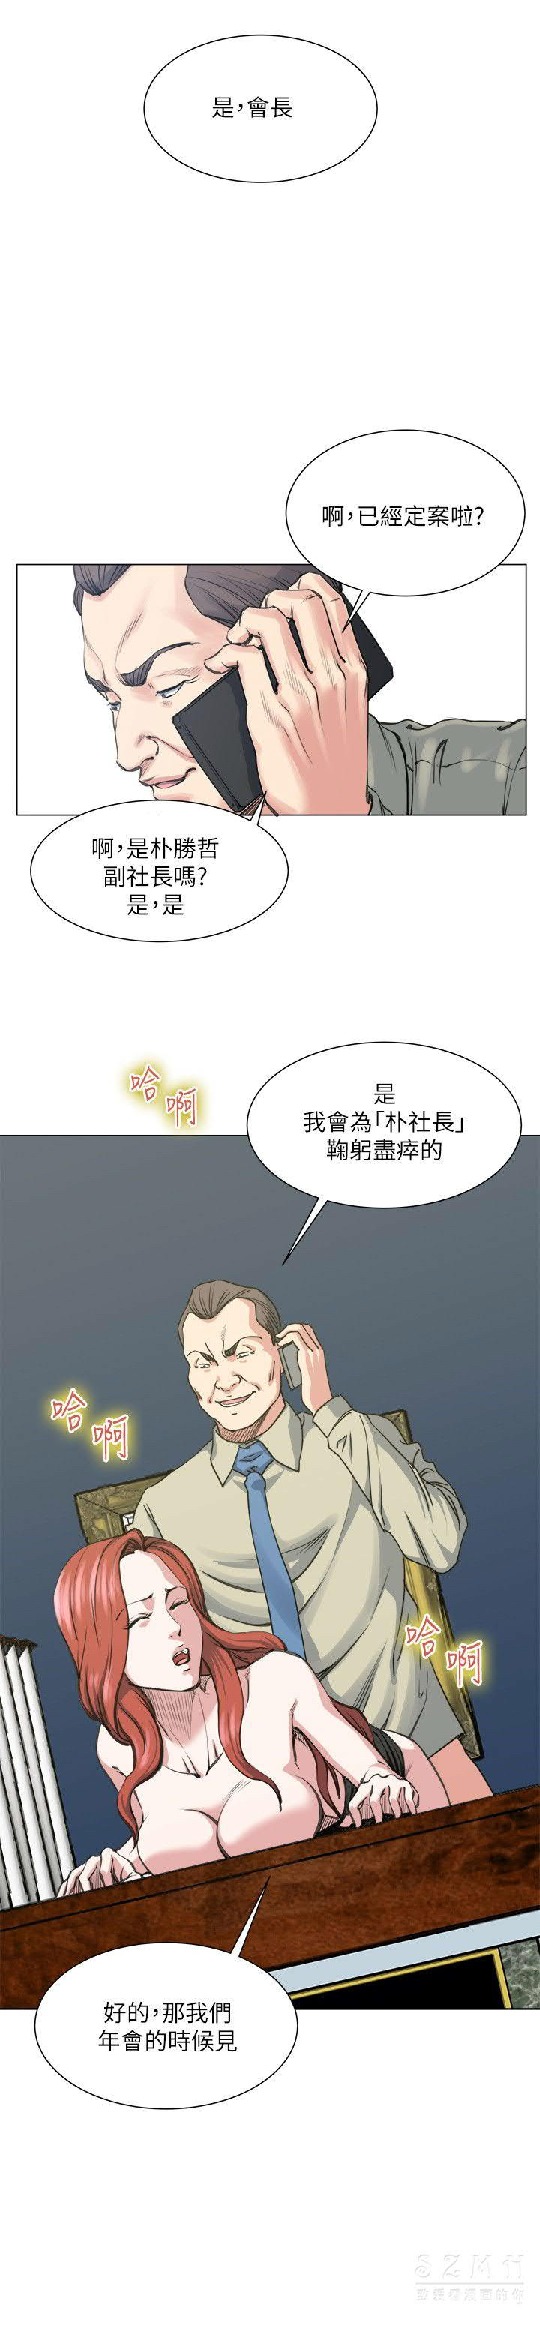 是，會長
啊，已經定案啦？
啊，是朴勝哲
副社長嗎？
是，是
哈
啊
是
我會為「朴社長」
鞠躬盡瘁的
哈
啊
哈
啊
好的，那我們
年會的時候見
SZMH